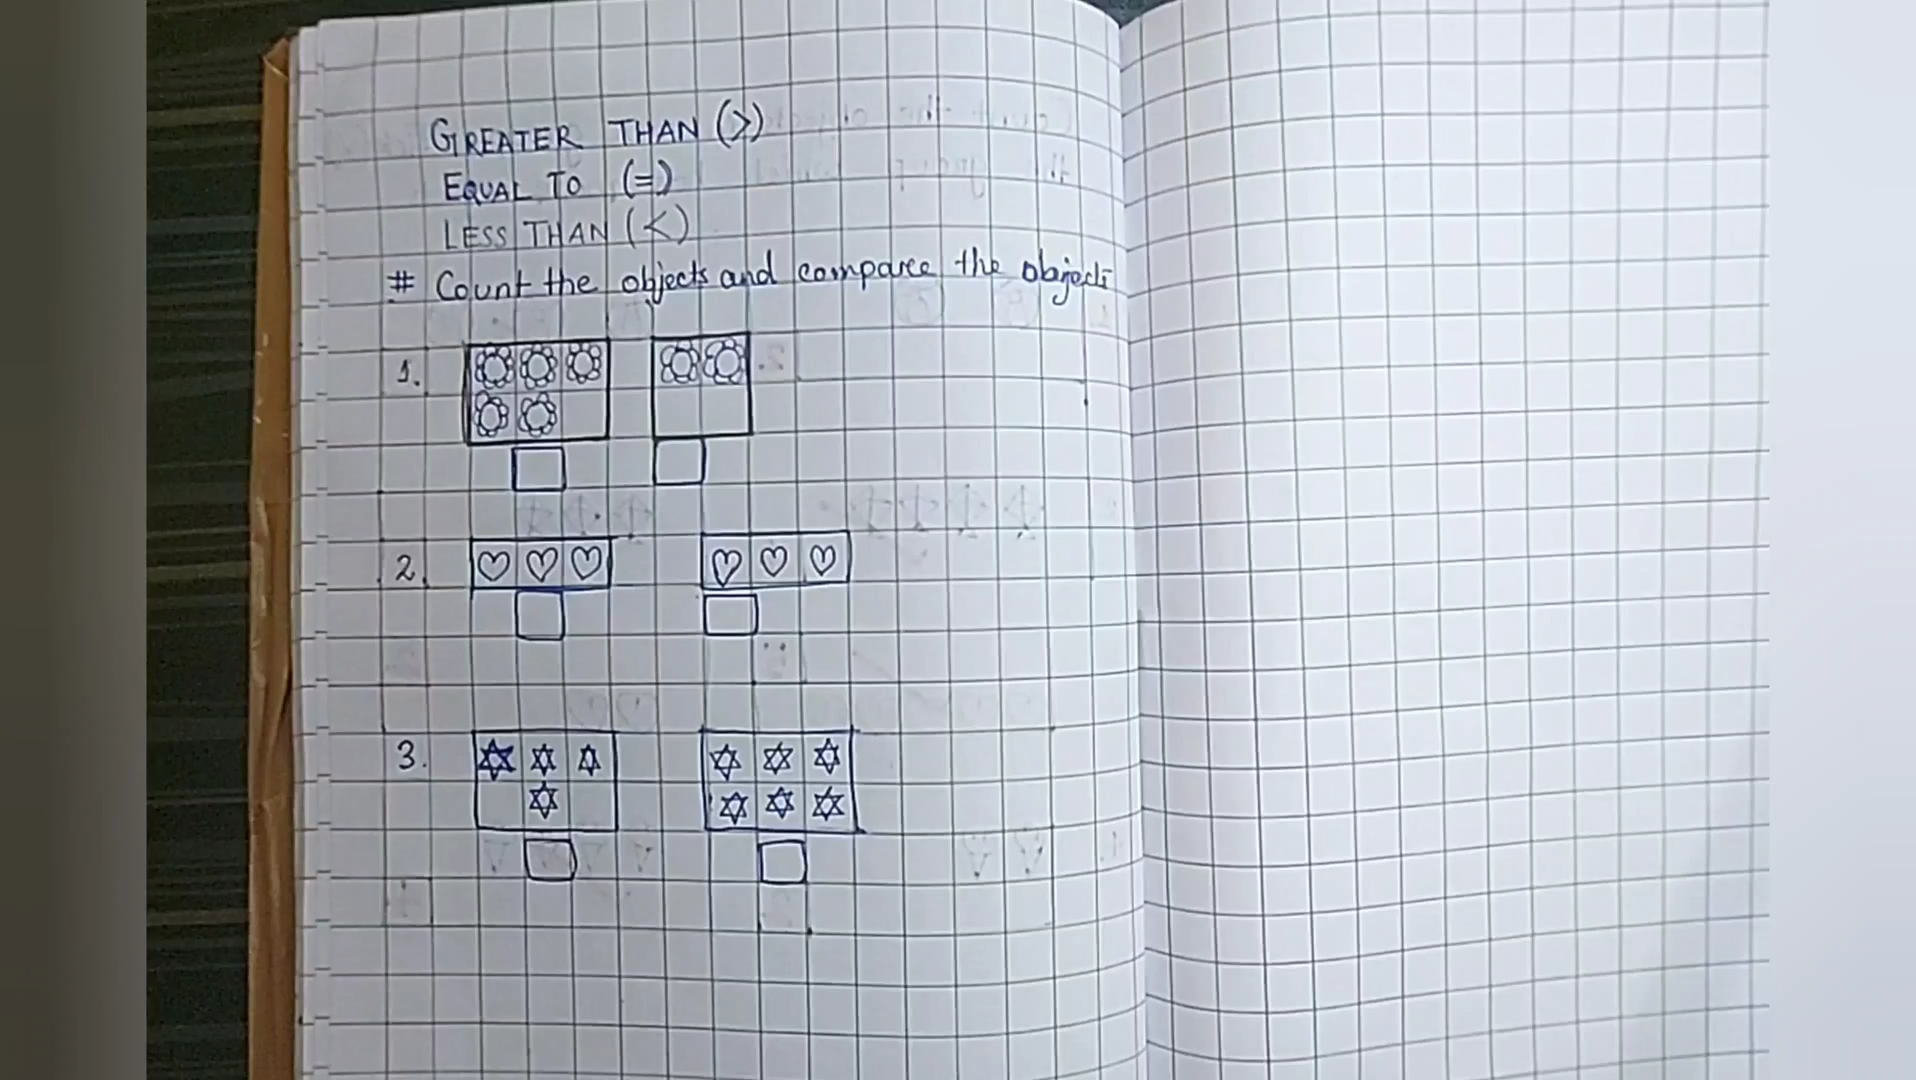 GREATER THAN (>)
EQUAL TO (=)
LESS THAN (<)
# Count the objects and compare the objects
1.
2.
3.